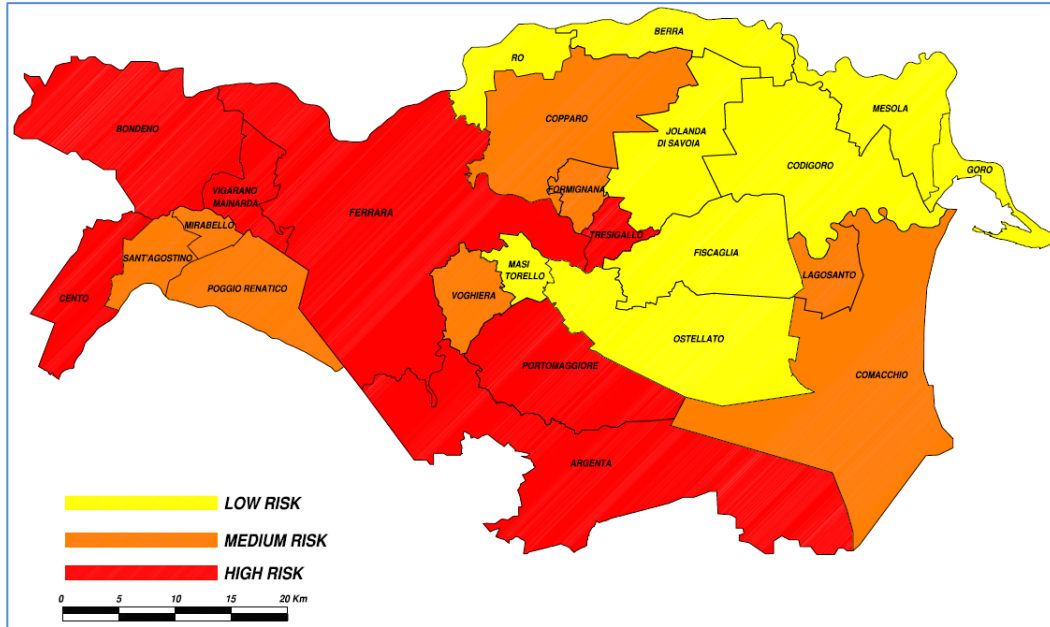 BERRA
RO
MESOLA
COPPARO
BONDENO
JOLANDA
DI SAVOIA
CODIGORO
GORO
VIGARANO
MAINARDA
FORMIGNANA
FERRARA
MIRABELLO
TRESIGALLO
FISCAGLIA
SANT'AGOSTINO
MASI
TORELLO
LAGOSANTO
CENTO
POGGIO RENATICO
VOGHIERA
OSTELLATO
PORTOMAGGIORE
COMACCHIO
ARGENTA
LOW RISK
MEDIUM RISK
HIGH RISK
0 5 10 15 20 Km